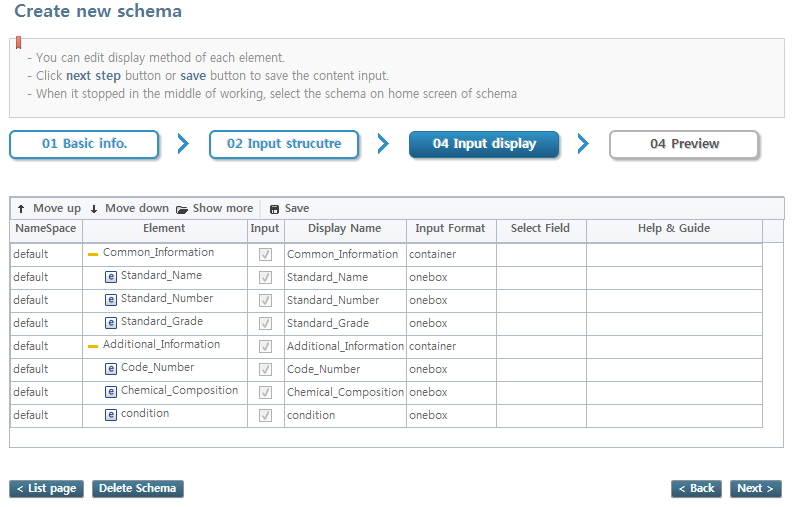 Create new schema
- You can edit display method of each element.
- Click next step button or save button to save the content input.
- When it stopped in the middle of working, select the schema on home screen of schema
01 Basic info. 02 Input strucutre 04 Input display 04 Preview
Move up Move down Show more Save
NameSpace Element Input Display Name Input Format Select Field Help & Guide
default Common_Information Common_Information container
default e Standard_Name Standard_Name onebox
default e Standard_Number Standard_Number onebox
default e Standard_Grade Standard_Grade onebox
default Additional_Information Additional_Information container
default e Code_Number Code_Number onebox
default e Chemical_Composition Chemical_Composition onebox
default e condition condition onebox
< List page Delete Schema < Back Next >